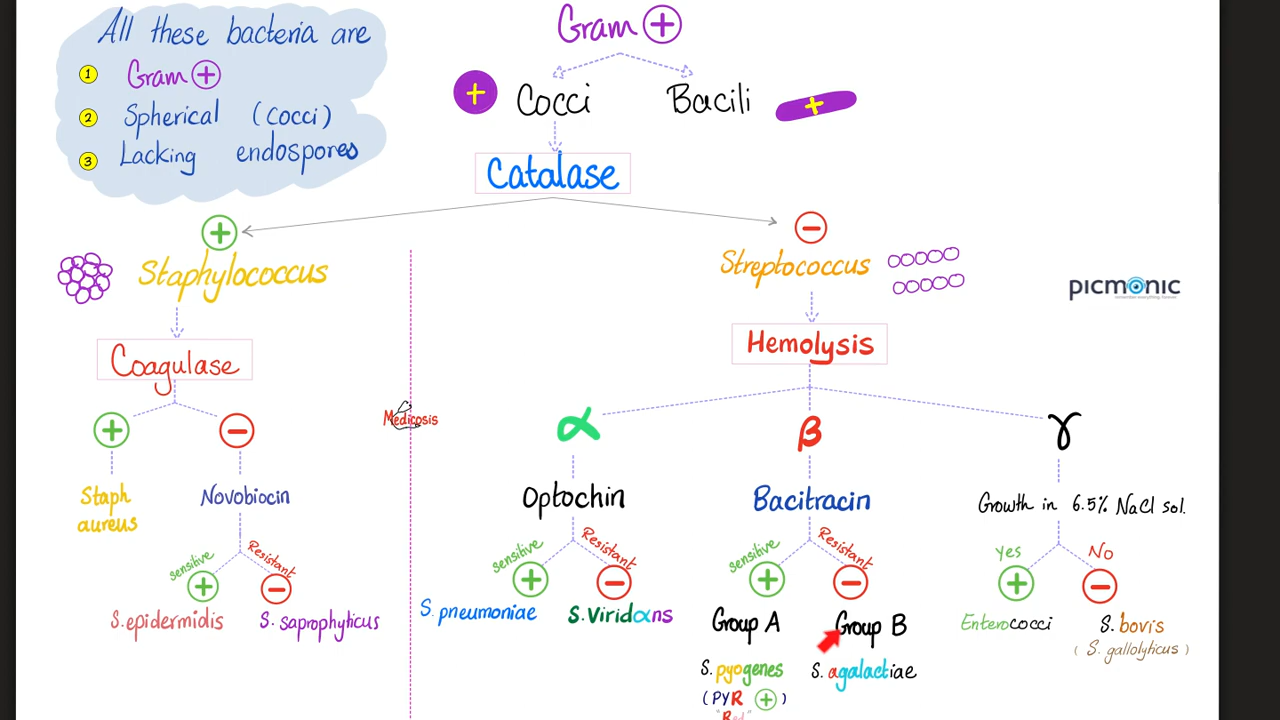 All these bacteria are
1 Gram +
2 Spherical (cocci)
3 Lacking endospores
Gram +
+ Cocci Bacili +
Catalase
+ −
Staphylococcus
Streptococcus
picmonic
Coagulase
Hemolysis
+ −
Medicosis
α β γ
Staph
aureus
Novobiocin
Optochin
Bacitracin
Growth in 6.5% NaCl sol.
sensitive Resistant
+ −
S.epidermidis S. saprophyticus
sensitive Resistant
+ −
S. pneumoniae S.Viridαns
sensitive Resistant
+ −
Group A Group B
S. pyogenes S. agalactiae
(PYR + )
"Red"
Yes No
+ −
Enterococci S. bovis
( S. gallolyticus )